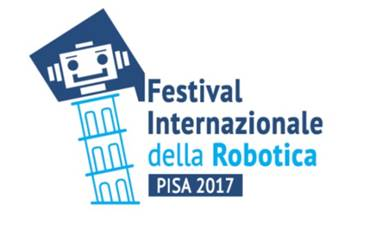 Festival
Internazionale
della Robotica
PISA 2017